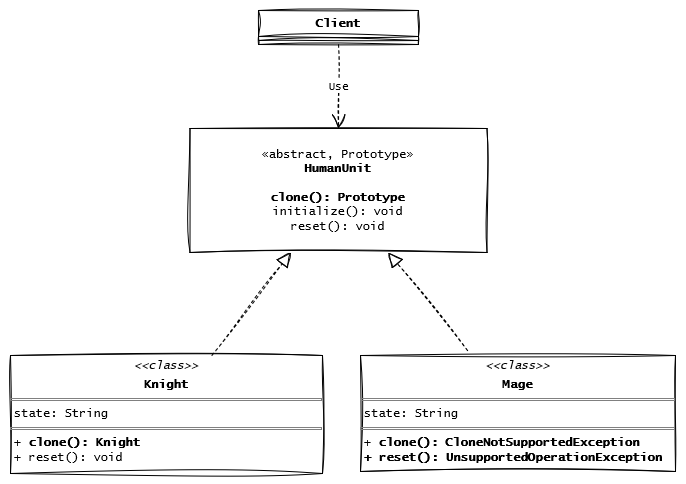 Client
Use
«abstract, Prototype»
HumanUnit
clone(): Prototype
initialize(): void
reset(): void
<<class>>
Knight
state: String
+ clone(): Knight
+ reset(): void
<<class>>
Mage
state: String
+ clone(): CloneNotSupportedException
+ reset(): UnsupportedOperationException